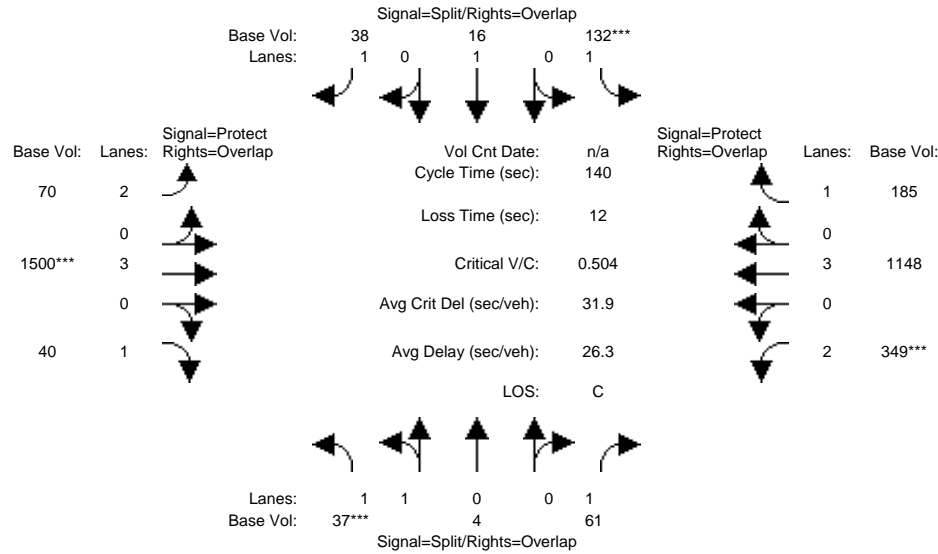 Signal=Split/Rights=Overlap
Base Vol: 38 16 132***
Lanes: 1 0 1 0 1
Signal=Protect
Base Vol: Lanes: Rights=Overlap
Vol Cnt Date: n/a
Signal=Protect
Rights=Overlap Lanes: Base Vol:
Cycle Time (sec): 140
70 2
1 185
Loss Time (sec): 12
0
0
1500*** 3
Critical V/C: 0.504
3 1148
0
Avg Crit Del (sec/veh): 31.9
0
40 1
Avg Delay (sec/veh): 26.3
2 349***
LOS: C
Lanes: 1 1 0 0 1
Base Vol: 37*** 4 61
Signal=Split/Rights=Overlap